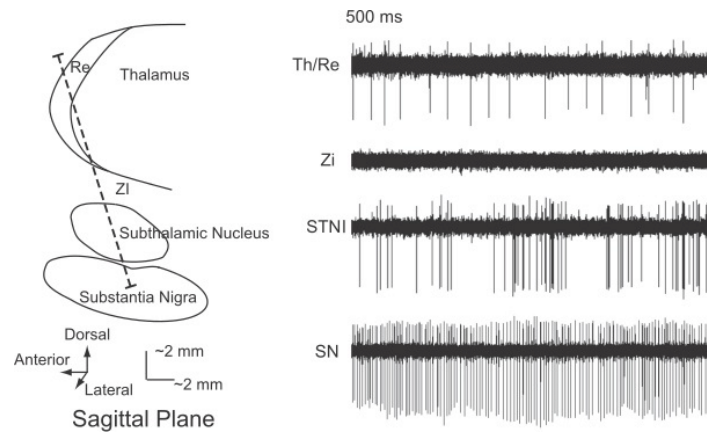 500 ms
Re
Thalamus
ZI
Subthalamic Nucleus
Substantia Nigra
Dorsal
Anterior
Lateral
~2 mm
~2 mm
Sagittal Plane
Th/Re
Zi
STNI
SN